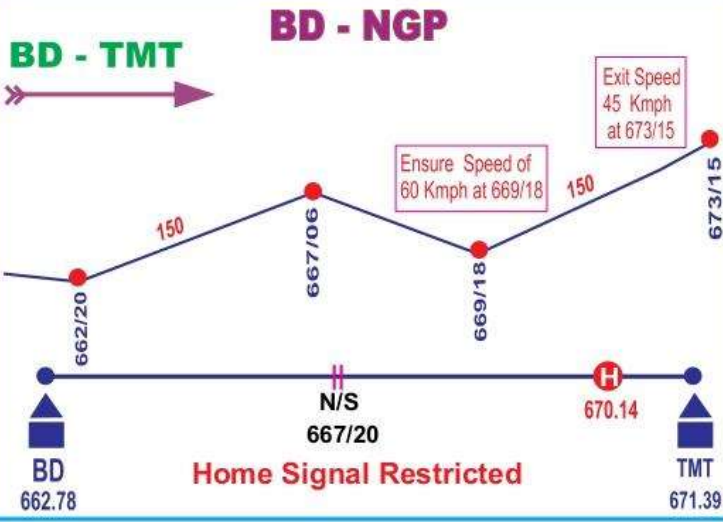 BD - NGP
BD - TMT
Exit Speed
45 Kmph
at 673/15
Ensure Speed of
60 Kmph at 669/18
150
150
662/20
667/06
669/18
673/15
H
N/S
667/20
670.14
BD
662.78
Home Signal Restricted
TMT
671.39